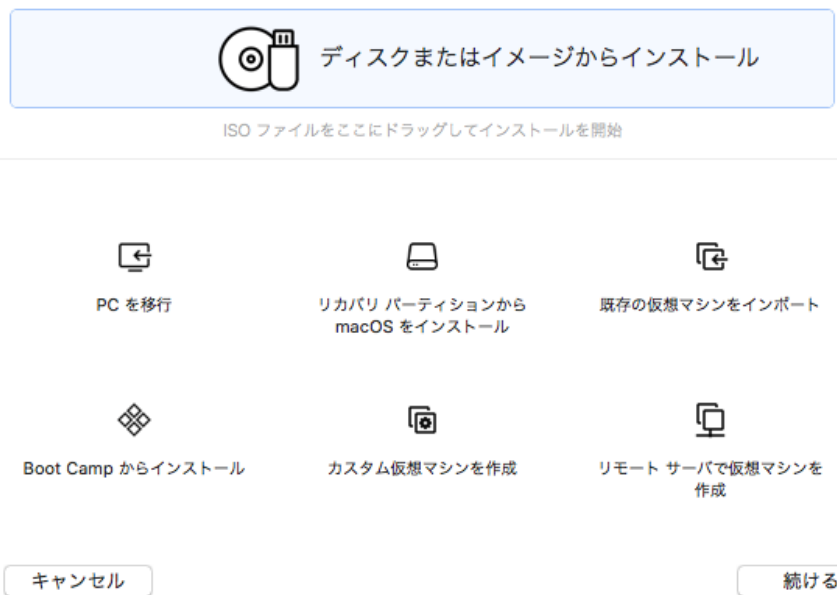 ディスクまたはイメージからインストール
ISO ファイルをここにドラッグしてインストールを開始
PC を移行
リカバリ パーティションから
macOS をインストール
既存の仮想マシンをインポート
Boot Camp からインストール
カスタム仮想マシンを作成
リモート サーバで仮想マシンを
作成
キャンセル
続ける